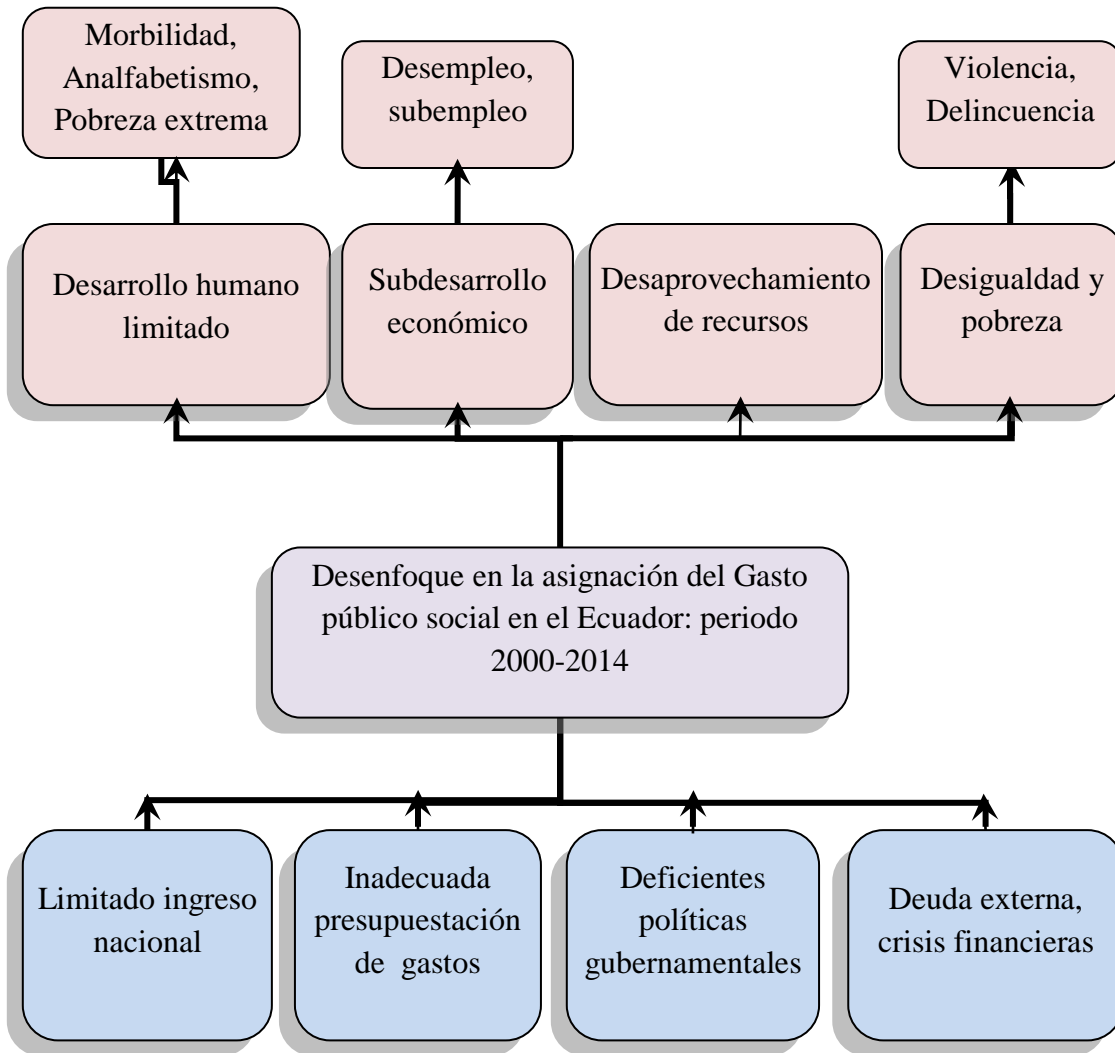 Morbilidad,
Analfabetismo,
Pobreza extrema
Desempleo,
subempleo
Violencia,
Delincuencia
Desarrollo humano
limitado
Subdesarrollo
económico
Desaprovechamiento
de recursos
Desigualdad y
pobreza
Desenfoque en la asignación del Gasto
público social en el Ecuador: periodo
2000-2014
Limitado ingreso
nacional
Inadecuada
presupuestación
de gastos
Deficientes
políticas
gubernamentales
Deuda externa,
crisis financieras